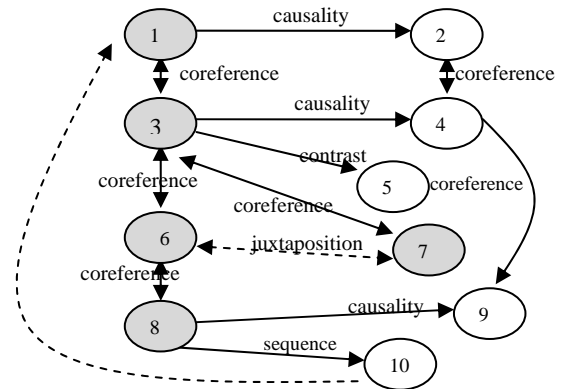 causality
1
2
coreference
coreference
causality
3
4
contrast
coreference
5
coreference
coreference
6
juxtaposition
7
coreference
causality
8
9
sequence
10